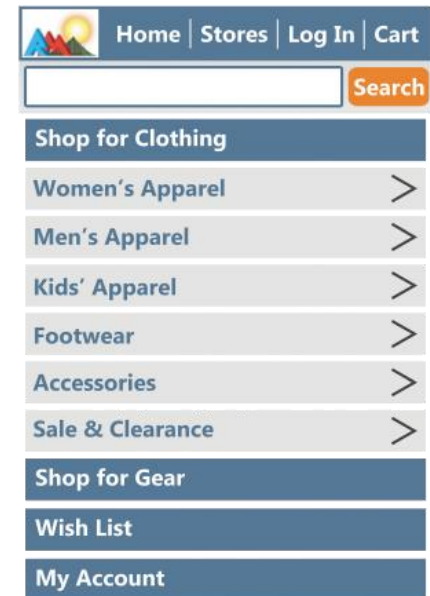 Home | Stores | Log In | Cart
Search
Shop for Clothing
Women's Apparel
Men's Apparel
Kids' Apparel
Footwear
Accessories
Sale & Clearance
Shop for Gear
Wish List
My Account